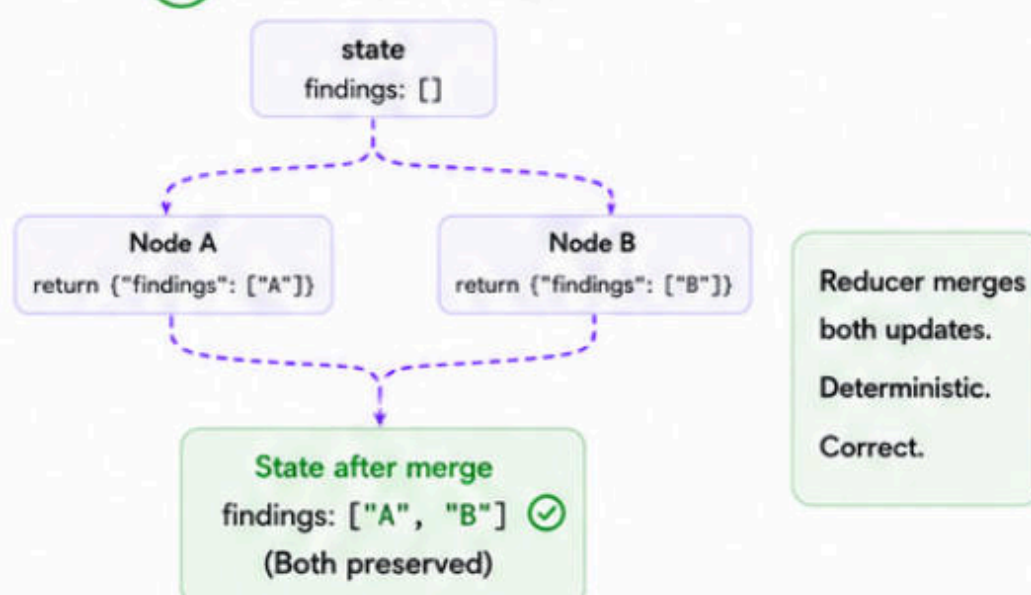 state
findings: []
Node A
return {"findings": ["A"]}
Node B
return {"findings": ["B"]}
Reducer merges
both updates.
Deterministic.
Correct.
State after merge
findings: ["A", "B"]
(Both preserved)